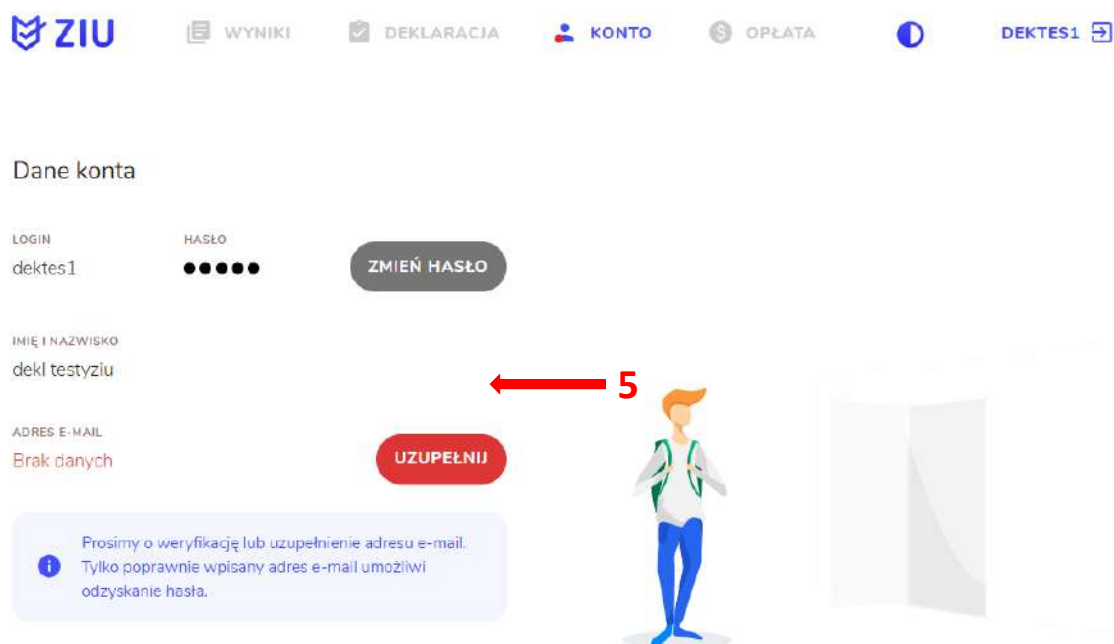 ZIU WYNIKI DEKLARACJA KONTO OPŁATA DEKTES1
Dane konta
LOGIN HASŁO
dektes1 ●●●●● ZMIEŃ HASŁO
IMIĘ I NAZWISKO
dekl testyziu
5
ADRES E-MAIL
Brak danych UZUPEŁNIJ
Prosimy o weryfikację lub uzupełnienie adresu e-mail.
Tylko poprawnie wpisany adres e-mail umożliwi
odzyskanie hasła.